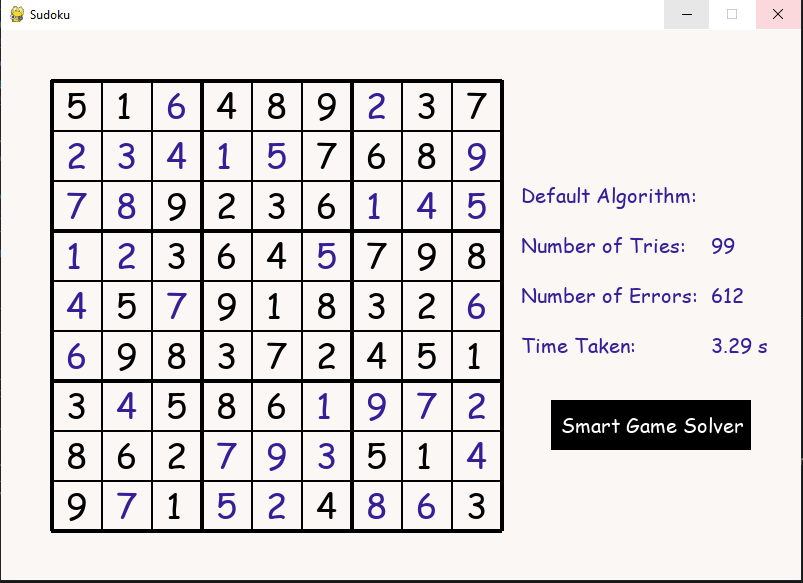 Sudoku
5 1 6 4 8 9 2 3 7
2 3 4 1 5 7 6 8 9
7 8 9 2 3 6 1 4 5
1 2 3 6 4 5 7 9 8
4 5 7 9 1 8 3 2 6
6 9 8 3 7 2 4 5 1
3 4 5 8 6 1 9 7 2
8 6 2 7 9 3 5 1 4
9 7 1 5 2 4 8 6 3
Default Algorithm:
Number of Tries: 99
Number of Errors: 612
Time Taken: 3.29 s
Smart Game Solver